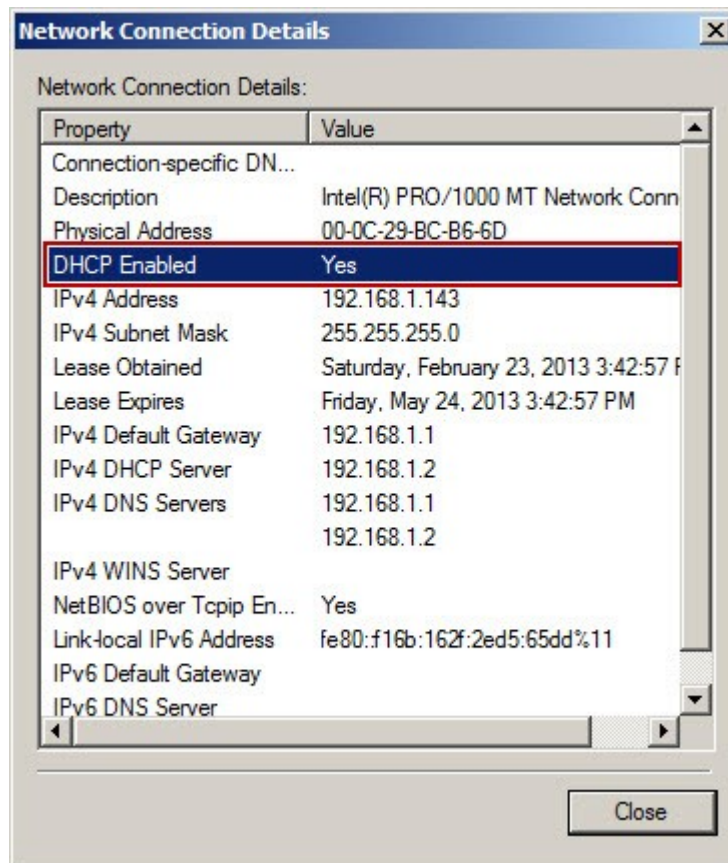 Network Connection Details
Network Connection Details:
Property Value
Connection-specific DN...
Description Intel(R) PRO/1000 MT Network Conn
Physical Address 00-0C-29-BC-B6-6D
DHCP Enabled Yes
IPv4 Address 192.168.1.143
IPv4 Subnet Mask 255.255.255.0
Lease Obtained Saturday, February 23, 2013 3:42:57
Lease Expires Friday, May 24, 2013 3:42:57 PM
IPv4 Default Gateway 192.168.1.1
IPv4 DHCP Server 192.168.1.2
IPv4 DNS Servers 192.168.1.1
192.168.1.2
IPv4 WINS Server
NetBIOS over Tcpip En... Yes
Link-local IPv6 Address fe80::f16b:162f:2ed5:65dd%11
IPv6 Default Gateway
IPv6 DNS Server
Close